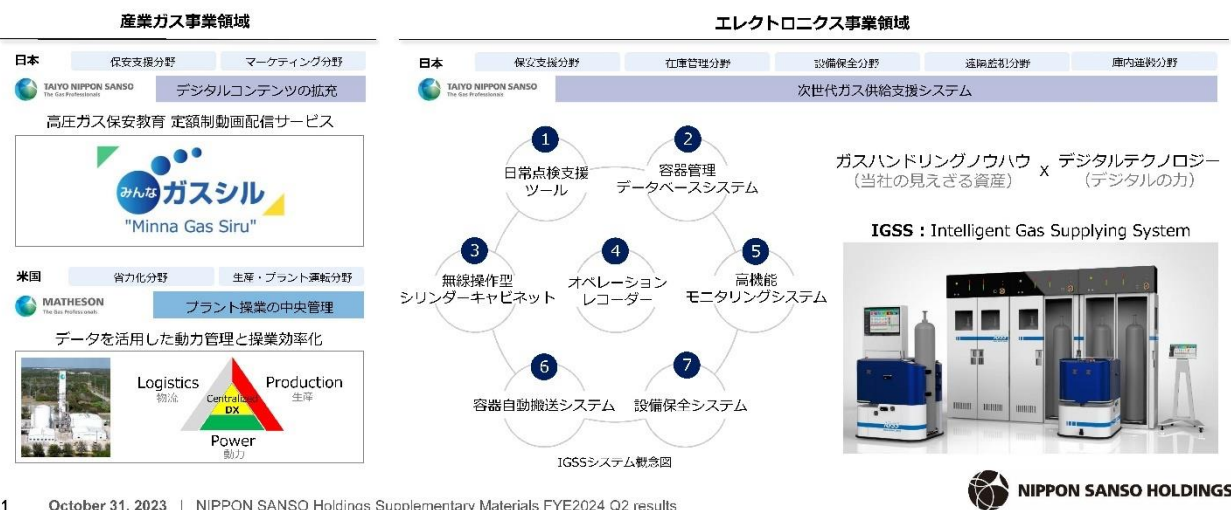 産業ガス事業領域
日本
保安支援分野
マーケティング分野
TAIYO NIPPON SANSO
The Gas Professionals
デジタルコンテンツの拡充
高圧ガス保安教育 定額制動画配信サービス
みんな ガスシル
"Minna Gas Siru"
米国
省力化分野
生産・プラント運転分野
MATHESON
The Gas Professionals
プラント操業の中央管理
データを活用した動力管理と操業効率化
Logistics
物流
Production
生産
Centralized
DX
Power
動力
エレクトロニクス事業領域
日本
保安支援分野
在庫管理分野
設備保全分野
遠隔監視分野
庫内運搬分野
TAIYO NIPPON SANSO
The Gas Professionals
次世代ガス供給支援システム
1
日常点検支援
ツール
2
容器管理
データベースシステム
3
無線操作型
シリンダーキャビネット
4
オペレーション
レコーダー
5
高機能
モニタリングシステム
6
容器自動搬送システム
7
設備保全システム
IGSSシステム概念図
ガスハンドリングノウハウ x デジタルテクノロジー
(当社の見えざる資産) (デジタルの力)
IGSS : Intelligent Gas Supplying System
1 October 31, 2023 | NIPPON SANSO Holdings Supplementary Materials FYE2024 Q2 results
NIPPON SANSO HOLDINGS